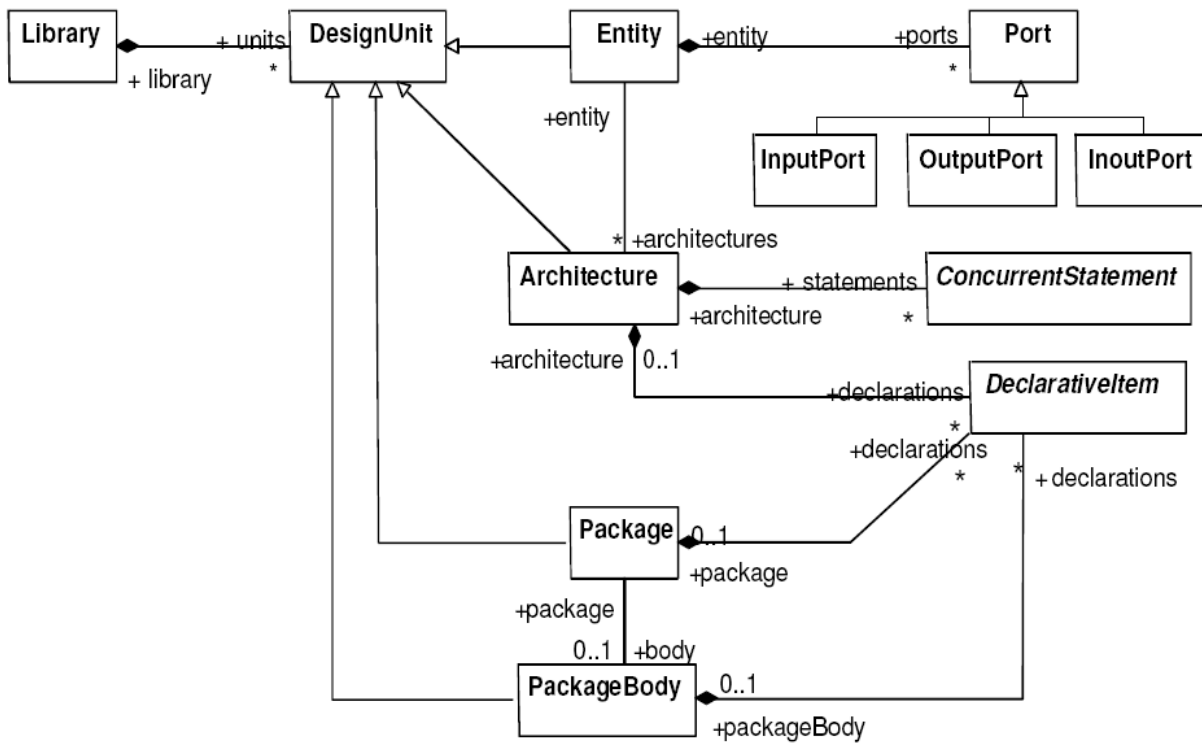 Library
+ units
*
+ library
DesignUnit
Entity
+entity
+ports
*
Port
+entity
InputPort
OutputPort
InoutPort
* +architectures
Architecture
+ statements
+architecture
*
ConcurrentStatement
+architecture
0..1
+declarations
*
DeclarativeItem
+declarations
*
*
+ declarations
Package
0..1
+package
+package
0..1
+body
PackageBody
0..1
+packageBody